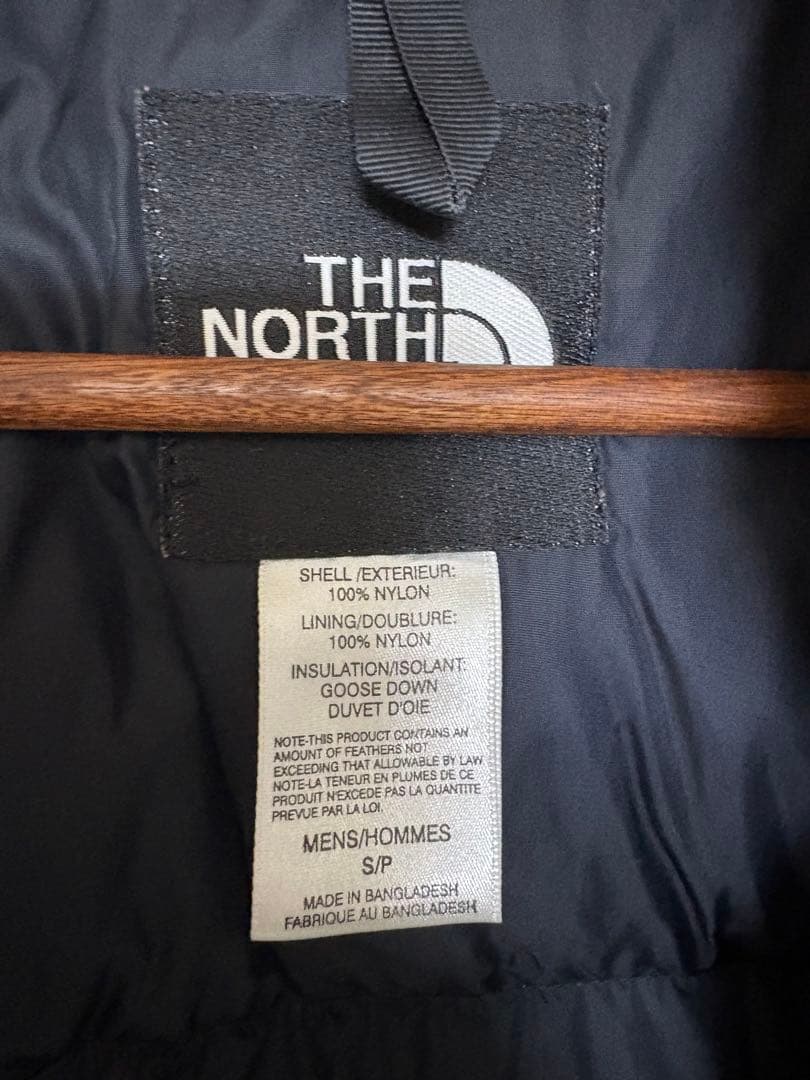 THE
NORTH
SHELL /EXTERIEUR:
100% NYLON
LINING/DOUBLURE:
100% NYLON
INSULATION/ISOLANT:
GOOSE DOWN
DUVET D'OIE
NOTE-THIS PRODUCT CONTAINS AN
AMOUNT OF FEATHERS NOT
EXCEEDING THAT ALLOWABLE BY LAW
NOTE-LA TENEUR EN PLUMES DE CE
PRODUIT N'EXCEDE PAS LA QUANTITE
PREVUE PAR LA LOI.
MENS/HOMMES
S/P
MADE IN BANGLADESH
FABRIQUE AU BANGLADESH